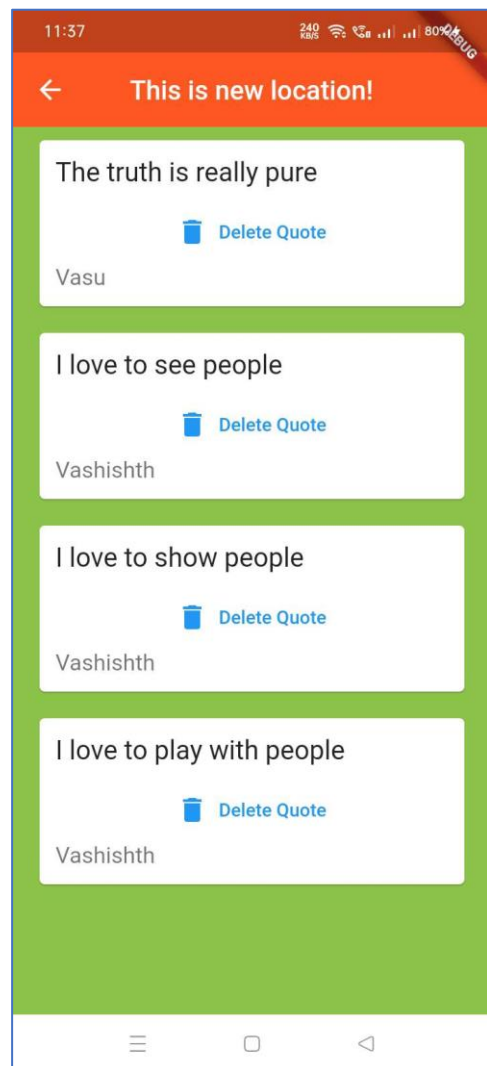 11:37 240 KB/S 80%
DEBUG
This is new location!
The truth is really pure
Delete Quote
Vasu
I love to see people
Delete Quote
Vashishth
I love to show people
Delete Quote
Vashishth
I love to play with people
Delete Quote
Vashishth